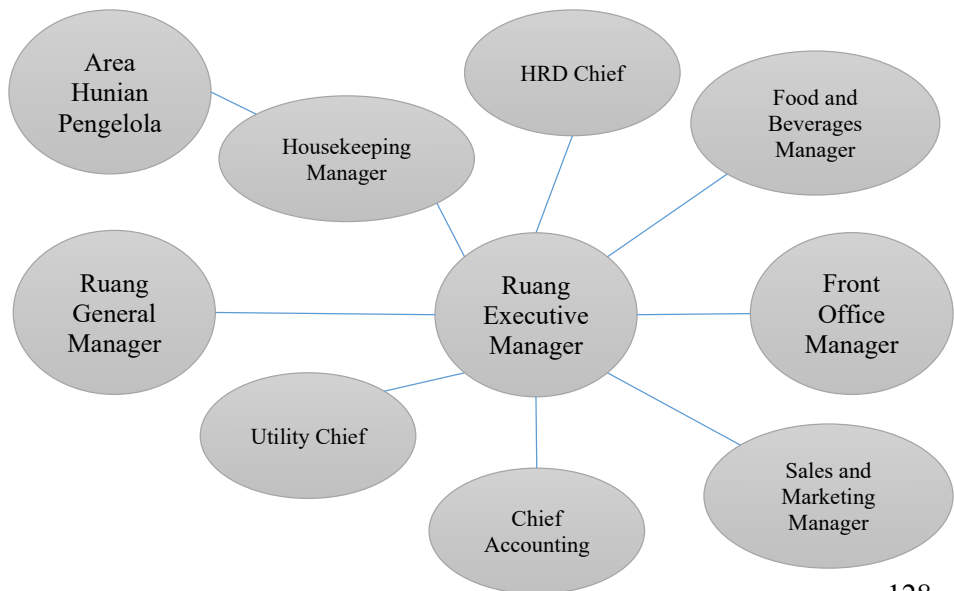 Area
Hunian
Pengelola
HRD Chief
Food and
Beverages
Manager
Housekeeping
Manager
Ruang
General
Manager
Ruang
Executive
Manager
Front
Office
Manager
Utility Chief
Chief
Accounting
Sales and
Marketing
Manager
128